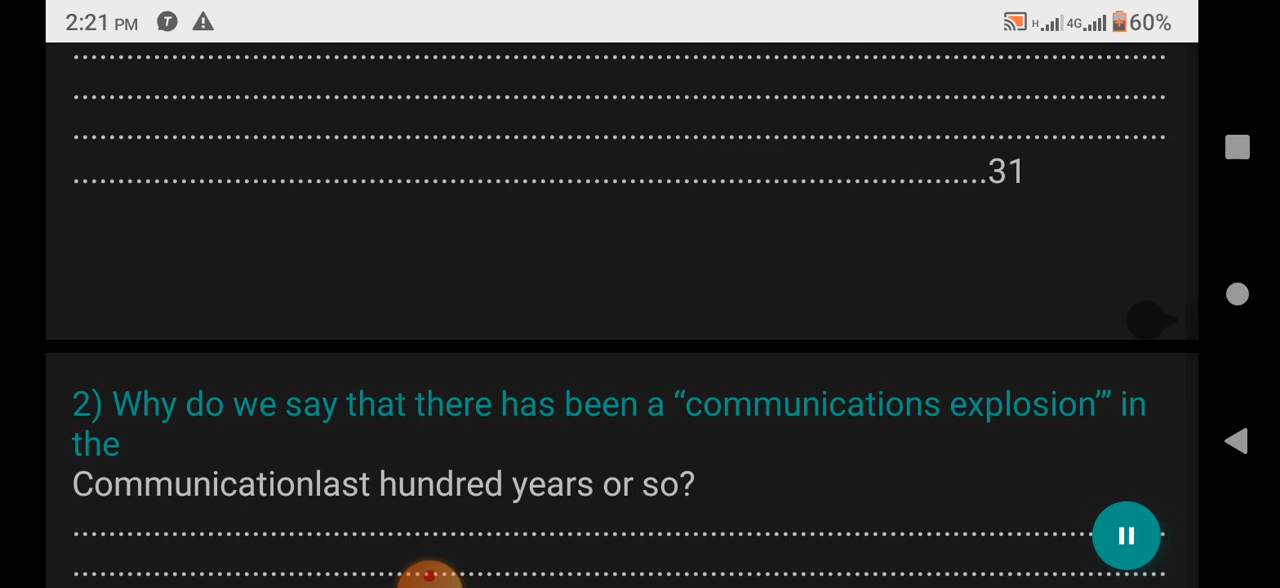 2:21 PM T H 4G 60%
........................................................................................................................
........................................................................................................................
........................................................................................................................
....................................................................................................31
2) Why do we say that there has been a “communications explosion”’ in
the
Communicationlast hundred years or so?
........................................................................................................................
........................................................................................................................